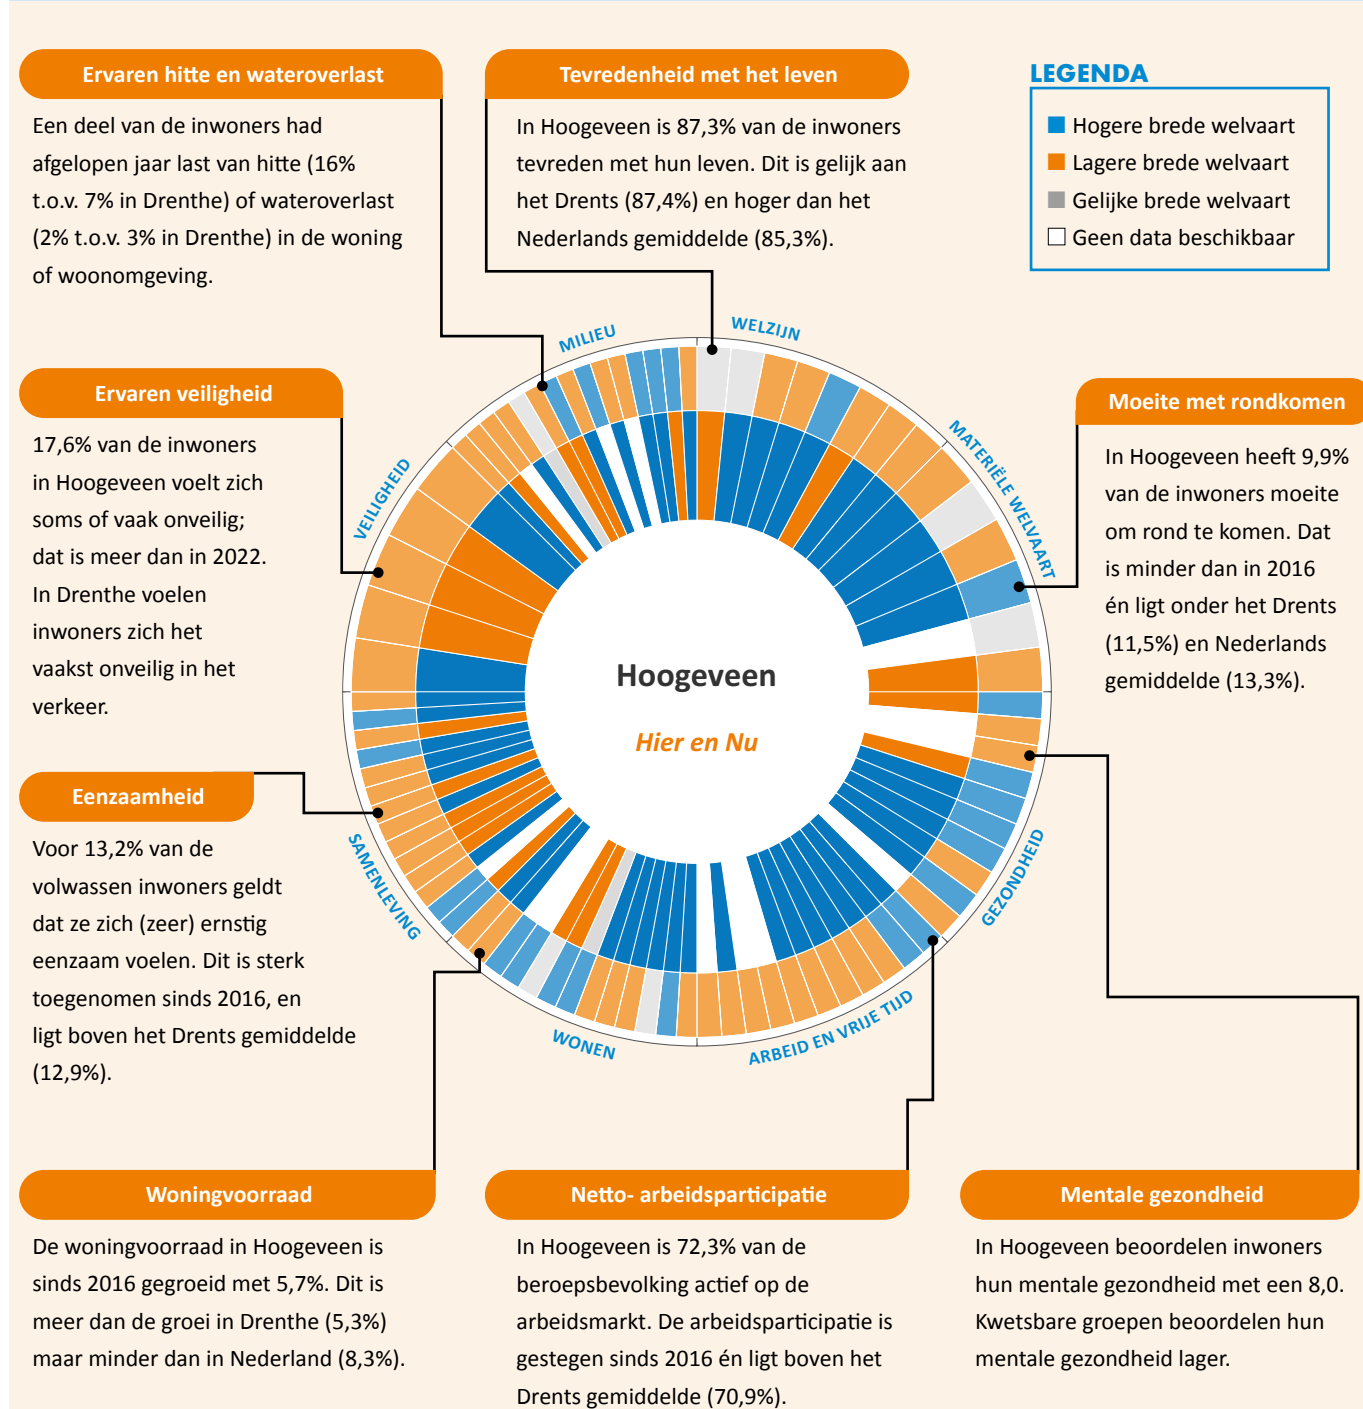 Ervaren hitte en wateroverlast
Een deel van de inwoners had
afgelopen jaar last van hitte (16%
t.o.v. 7% in Drenthe) of wateroverlast
(2% t.o.v. 3% in Drenthe) in de woning
of woonomgeving.
Tevredenheid met het leven
In Hoogeveen is 87,3% van de inwoners
tevreden met hun leven. Dit is gelijk aan
het Drents (87,4%) en hoger dan het
Nederlands gemiddelde (85,3%).
LEGENDA
Hogere brede welvaart
Lagere brede welvaart
Gelijke brede welvaart
Geen data beschikbaar
MILIEU
WELZIJN
MATERIËLE WELVAART
GEZONDHEID
ARBEID EN VRIJE TIJD
WONEN
SAMENLEVING
VEILIGHEID
Hoogeveen
Hier en Nu
Ervaren veiligheid
17,6% van de inwoners
in Hoogeveen voelt zich
soms of vaak onveilig;
dat is meer dan in 2022.
In Drenthe voelen
inwoners zich het
vaakst onveilig in het
verkeer.
Moeite met rondkomen
In Hoogeveen heeft 9,9%
van de inwoners moeite
om rond te komen. Dat
is minder dan in 2016
én ligt onder het Drents
(11,5%) en Nederlands
gemiddelde (13,3%).
Eenzaamheid
Voor 13,2% van de
volwassen inwoners geldt
dat ze zich (zeer) ernstig
eenzaam voelen. Dit is sterk
toegenomen sinds 2016, en
ligt boven het Drents gemiddelde
(12,9%).
Woningvoorraad
De woningvoorraad in Hoogeveen is
sinds 2016 gegroeid met 5,7%. Dit is
meer dan de groei in Drenthe (5,3%)
maar minder dan in Nederland (8,3%).
Netto- arbeidsparticipatie
In Hoogeveen is 72,3% van de
beroepsbevolking actief op de
arbeidsmarkt. De arbeidsparticipatie is
gestegen sinds 2016 én ligt boven het
Drents gemiddelde (70,9%).
Mentale gezondheid
In Hoogeveen beoordelen inwoners
hun mentale gezondheid met een 8,0.
Kwetsbare groepen beoordelen hun
mentale gezondheid lager.